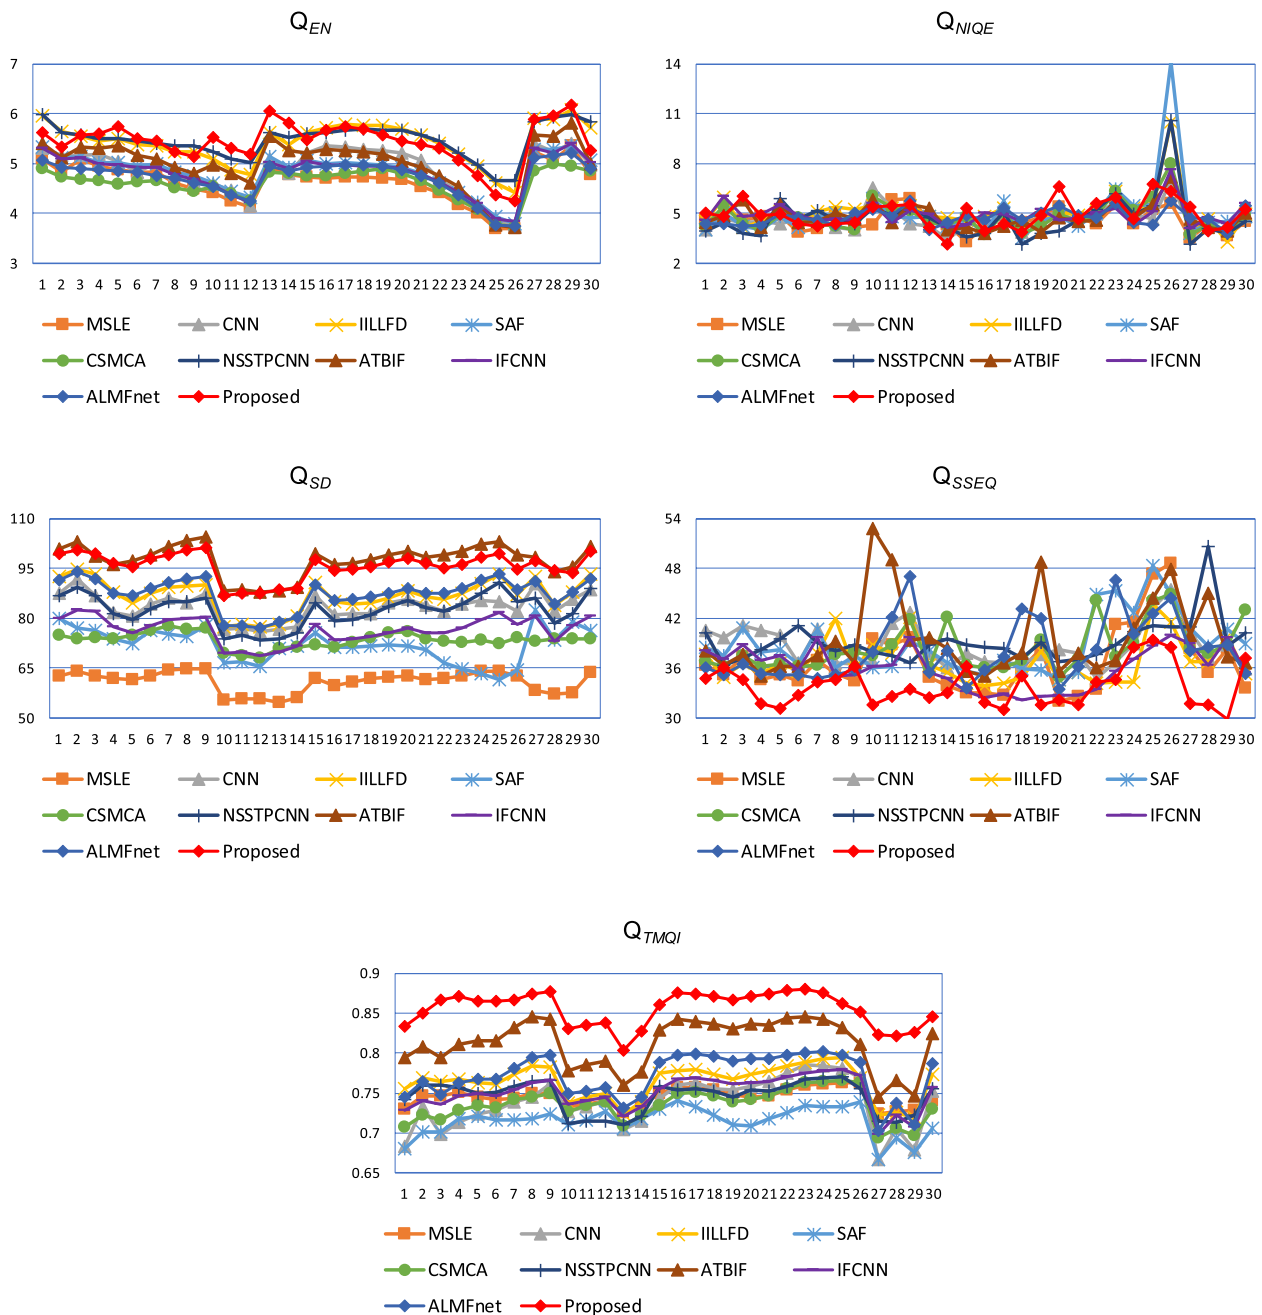 Q_EN
7
6
5
4
3
1 2 3 4 5 6 7 8 9 10 11 12 13 14 15 16 17 18 19 20 21 22 23 24 25 26 27 28 29 30
MSLE CNN IILLFD SAF
CSMCA NSSTPCNN ATBIF IFCNN
ALMFnet Proposed
Q_NIQE
14
11
8
5
2
1 2 3 4 5 6 7 8 9 10 11 12 13 14 15 16 17 18 19 20 21 22 23 24 25 26 27 28 29 30
MSLE CNN IILLFD SAF
CSMCA NSSTPCNN ATBIF IFCNN
ALMFnet Proposed
Q_SD
110
95
80
65
50
1 2 3 4 5 6 7 8 9 10 11 12 13 14 15 16 17 18 19 20 21 22 23 24 25 26 27 28 29 30
MSLE CNN IILLFD SAF
CSMCA NSSTPCNN ATBIF IFCNN
ALMFnet Proposed
Q_SSEQ
54
48
42
36
30
1 2 3 4 5 6 7 8 9 10 11 12 13 14 15 16 17 18 19 20 21 22 23 24 25 26 27 28 29 30
MSLE CNN IILLFD SAF
CSMCA NSSTPCNN ATBIF IFCNN
ALMFnet Proposed
Q_TMQI
0.9
0.85
0.8
0.75
0.7
0.65
1 2 3 4 5 6 7 8 9 10 11 12 13 14 15 16 17 18 19 20 21 22 23 24 25 26 27 28 29 30
MSLE CNN IILLFD SAF
CSMCA NSSTPCNN ATBIF IFCNN
ALMFnet Proposed